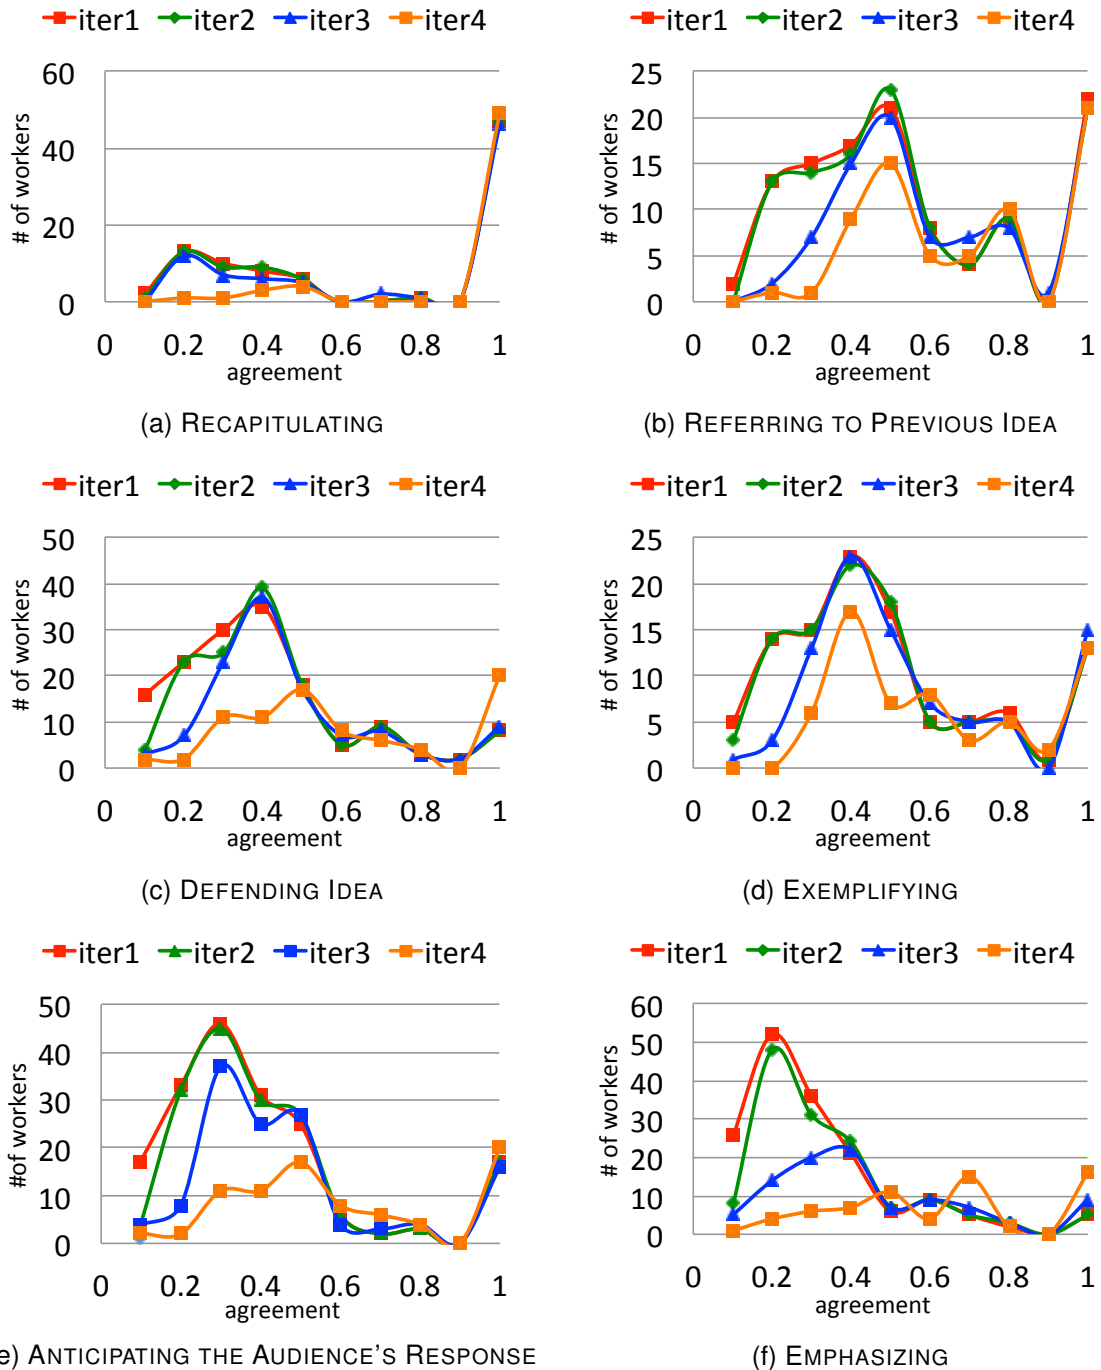 iter1 iter2 iter3 iter4
60
40
20
0
# of workers
0 0.2 0.4 0.6 0.8 1
agreement
(a) RECAPITULATING
iter1 iter2 iter3 iter4
25
20
15
10
5
0
# of workers
0 0.2 0.4 0.6 0.8 1
agreement
(b) REFERRING TO PREVIOUS IDEA
iter1 iter2 iter3 iter4
50
40
30
20
10
0
# of workers
0 0.2 0.4 0.6 0.8 1
agreement
(c) DEFENDING IDEA
iter1 iter2 iter3 iter4
25
20
15
10
5
0
# of workers
0 0.2 0.4 0.6 0.8 1
agreement
(d) EXEMPLIFYING
iter1 iter2 iter3 iter4
50
40
30
20
10
0
#of workers
0 0.2 0.4 0.6 0.8 1
agreement
e) ANTICIPATING THE AUDIENCE'S RESPONSE
iter1 iter2 iter3 iter4
60
50
40
30
20
10
0
# of workers
0 0.2 0.4 0.6 0.8 1
agreement
(f) EMPHASIZING